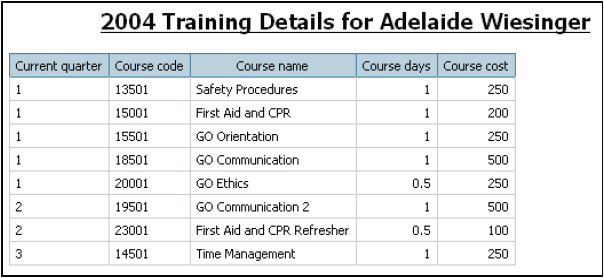 2004 Training Details for Adelaide Wiesinger
Current quarter Course code Course name Course days Course cost
1 13501 Safety Procedures 1 250
1 15001 First Aid and CPR 1 200
1 15501 GO Orientation 1 250
1 18501 GO Communication 1 500
1 20001 GO Ethics 0.5 250
2 19501 GO Communication 2 1 500
2 23001 First Aid and CPR Refresher 0.5 100
3 14501 Time Management 1 250